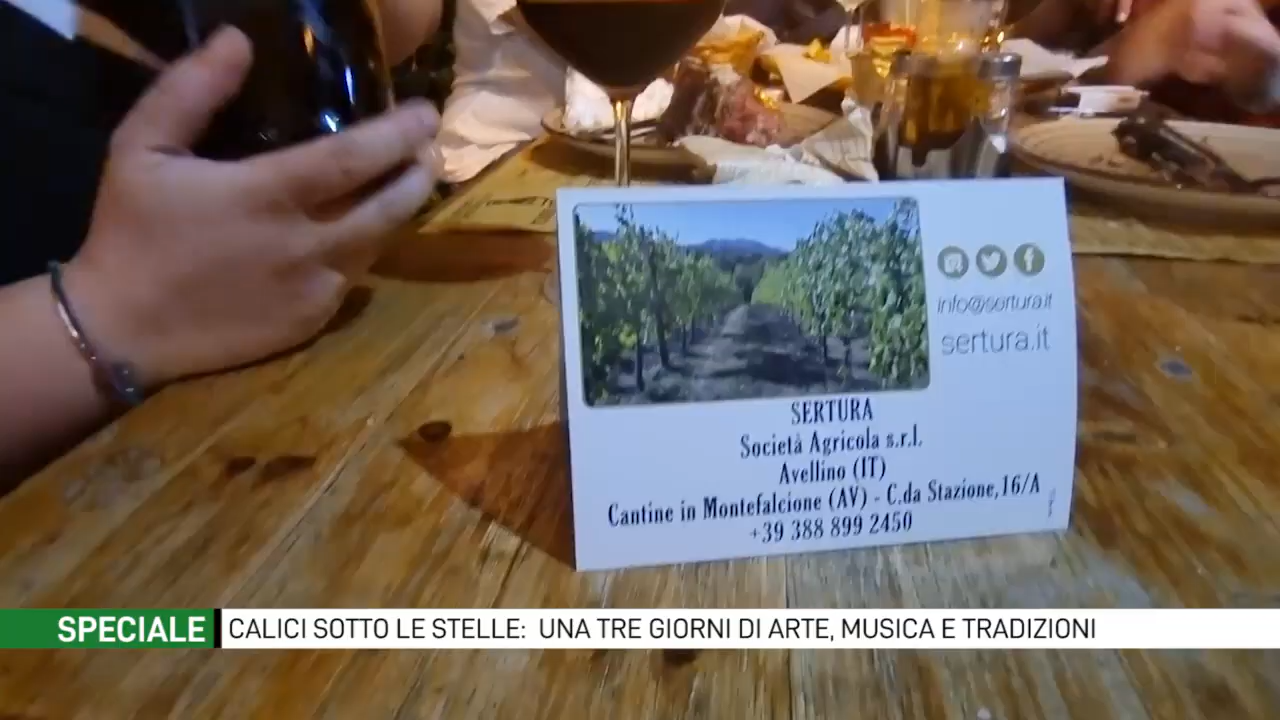 info@sertura.it
sertura.it
SERTURA
Società Agricola s.r.l.
Avellino (IT)
Cantine in Montefalcione (AV) - C.da Stazione,16/A
+39 388 899 2450
SPECIALE CALICI SOTTO LE STELLE: UNA TRE GIORNI DI ARTE, MUSICA E TRADIZIONI